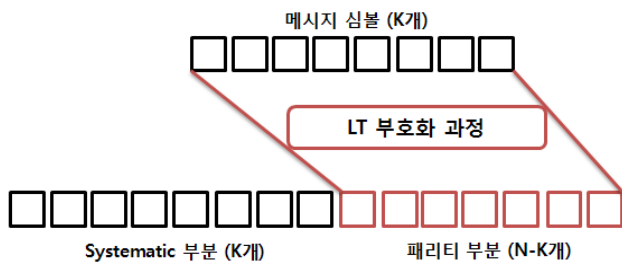 메시지 심볼 (K개)
LT 부호화 과정
Systematic 부분 (K개)
패리티 부분 (N-K개)